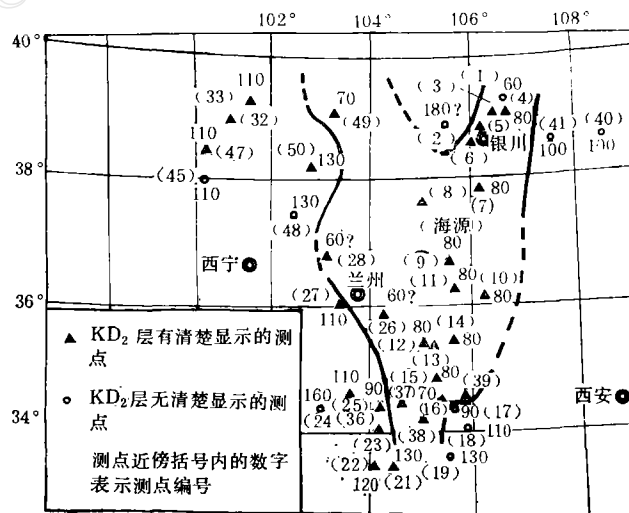 102° 104° 106° 108°
40°
110 70 (3) (1) 60
(33) (32) (49) 180? (4) 80
(2) (5) (41) (40)
110 (47) (50) 130 银川 100 100
38° (6)
(45) 110 (8) 80
130 (7)
(48) 海源
60? 80
西宁 (28) (9) 80 (10)
兰州 (11) 80
36° (27) 60?
110 (26) 80 (14)
(12) 80
(13)
110 90 (15) 80 (39)
160 (25) (37) 70 西安
(24) (36) (16) 90 (17)
34° (38) (18) 110
(23) 130 130
(22) (19)
120 (21)
KD₂ 层有清楚显示的测
点
KD₂层无清楚显示的测
点
测点近傍括号内的数字
表示测点编号